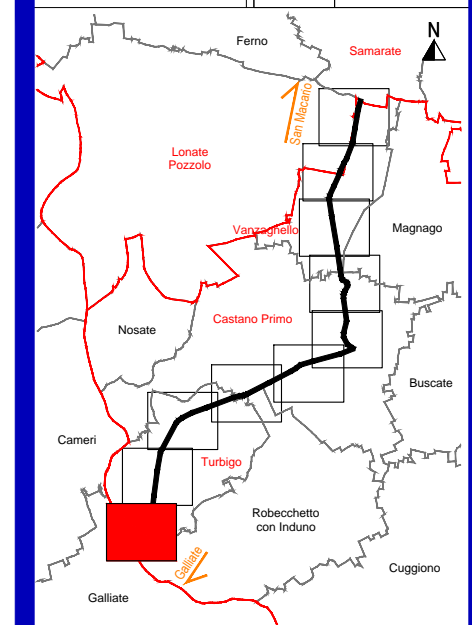 Ferno
Samarate
N
San Macario
Lonate
Pozzolo
Vanzaghello
Magnago
Castano Primo
Nosate
Buscate
Cameri
Turbigo
Robecchetto
con Induno
Galliate
Cuggiono
Galliate